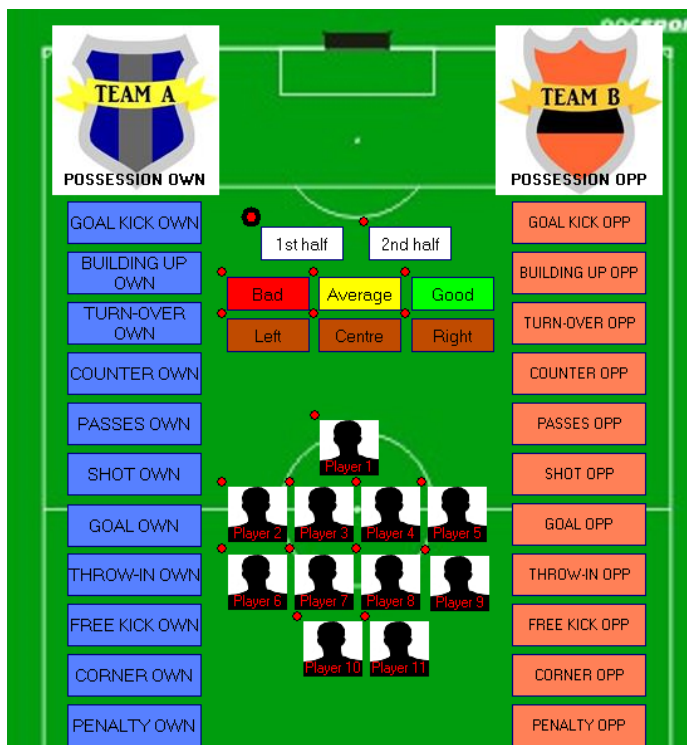 TEAM A
POSSESSION OWN
TEAM B
POSSESSION OPP
GOAL KICK OWN
BUILDING UP
OWN
TURN-OVER
OWN
COUNTER OWN
PASSES OWN
SHOT OWN
GOAL OWN
THROW-IN OWN
FREE KICK OWN
CORNER OWN
PENALTY OWN
1st half
2nd half
Bad
Average
Good
Left
Centre
Right
Player 1
Player 2
Player 3
Player 4
Player 5
Player 6
Player 7
Player 8
Player 9
Player 10
Player 11
GOAL KICK OPP
BUILDING UP OPP
TURN-OVER OPP
COUNTER OPP
PASSES OPP
SHOT OPP
GOAL OPP
THROW-IN OPP
FREE KICK OPP
CORNER OPP
PENALTY OPP